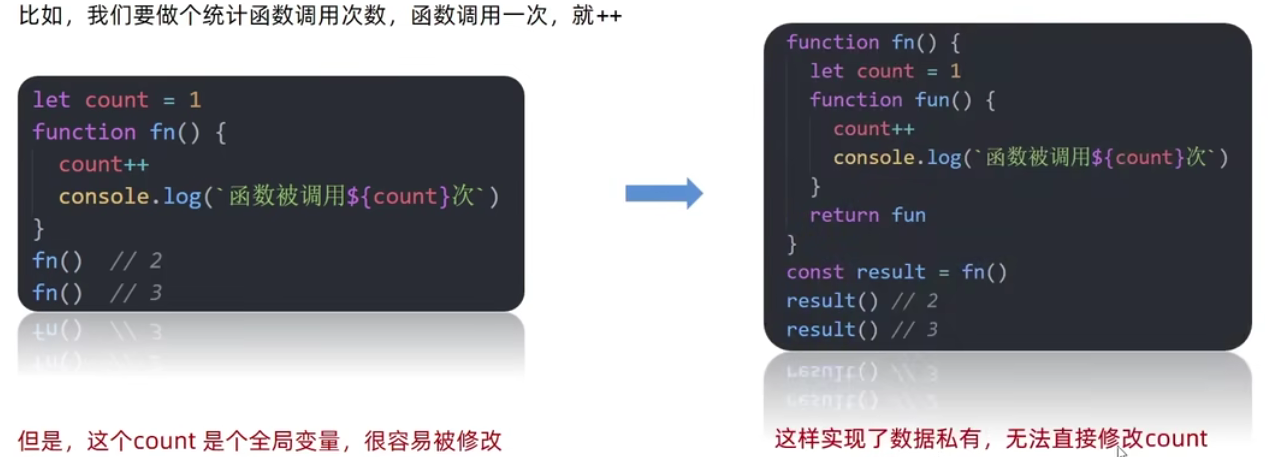 比如，我们要做个统计函数调用次数，函数调用一次，就++
let count = 1
function fn() {
count++
console.log(`函数被调用${count}次`)
}
fn() // 2
fn() // 3
但是，这个count 是个全局变量，很容易被修改
function fn() {
let count = 1
function fun() {
count++
console.log(`函数被调用${count}次`)
}
return fun
}
const result = fn()
result() // 2
result() // 3
这样实现了数据私有，无法直接修改count